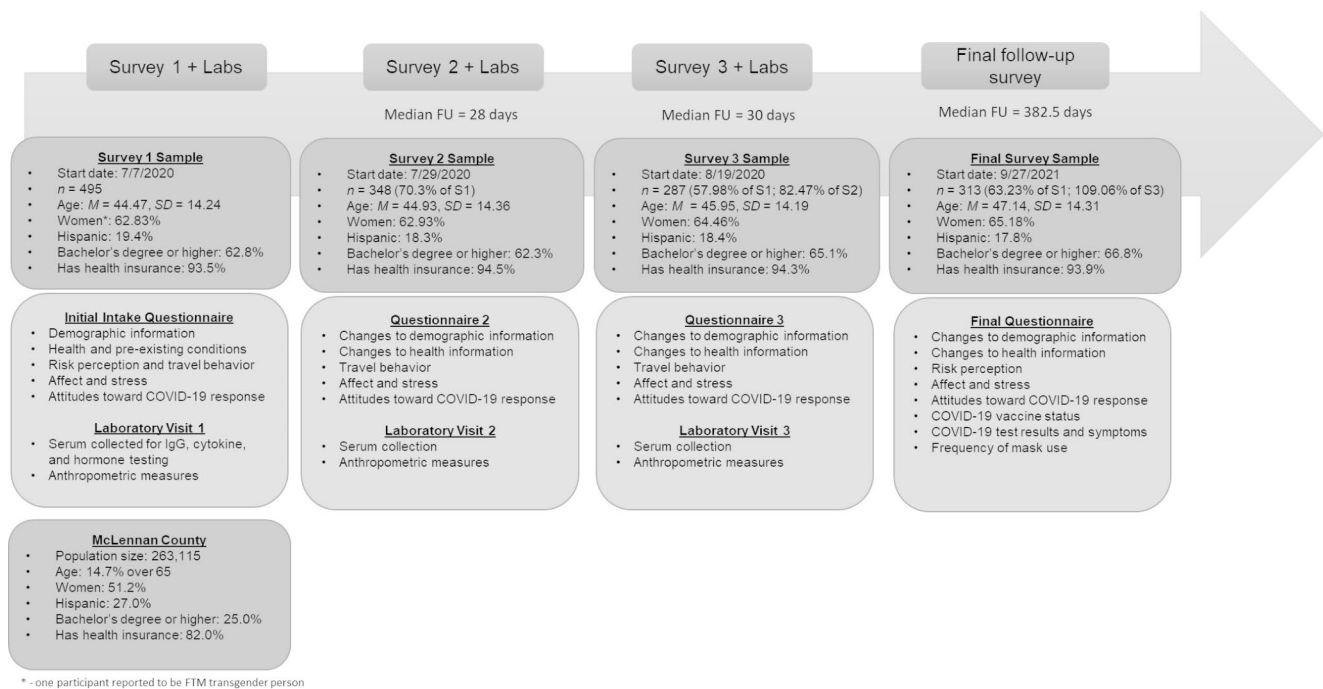 Survey 1 + Labs
Survey 2 + Labs
Survey 3 + Labs
Final follow-up
survey
Median FU = 28 days
Median FU = 30 days
Median FU = 382.5 days
Survey 1 Sample
• Start date: 7/7/2020
• n = 495
• Age: M = 44.47, SD = 14.24
• Women*: 62.83%
• Hispanic: 19.4%
• Bachelor's degree or higher: 62.8%
• Has health insurance: 93.5%
Survey 2 Sample
• Start date: 7/29/2020
• n = 348 (70.3% of S1)
• Age: M = 44.93, SD = 14.36
• Women: 62.93%
• Hispanic: 18.3%
• Bachelor's degree or higher: 62.3%
• Has health insurance: 94.5%
Survey 3 Sample
• Start date: 8/19/2020
• n = 287 (57.98% of S1; 82.47% of S2)
• Age: M = 45.95, SD = 14.19
• Women: 64.46%
• Hispanic: 18.4%
• Bachelor's degree or higher: 65.1%
• Has health insurance: 94.3%
Final Survey Sample
• Start date: 9/27/2021
• n = 313 (63.23% of S1; 109.06% of S3)
• Age: M = 47.14, SD = 14.31
• Women: 65.18%
• Hispanic: 17.8%
• Bachelor's degree or higher: 66.8%
• Has health insurance: 93.9%
Initial Intake Questionnaire
• Demographic information
• Health and pre-existing conditions
• Risk perception and travel behavior
• Affect and stress
• Attitudes toward COVID-19 response
Laboratory Visit 1
• Serum collected for IgG, cytokine,
and hormone testing
• Anthropometric measures
Questionnaire 2
• Changes to demographic information
• Changes to health information
• Travel behavior
• Affect and stress
• Attitudes toward COVID-19 response
Laboratory Visit 2
• Serum collection
• Anthropometric measures
Questionnaire 3
• Changes to demographic information
• Changes to health information
• Travel behavior
• Affect and stress
• Attitudes toward COVID-19 response
Laboratory Visit 3
• Serum collection
• Anthropometric measures
Final Questionnaire
• Changes to demographic information
• Changes to health information
• Risk perception
• Affect and stress
• Attitudes toward COVID-19 response
• COVID-19 vaccine status
• COVID-19 test results and symptoms
• Frequency of mask use
McLennan County
• Population size: 263,115
• Age: 14.7% over 65
• Women: 51.2%
• Hispanic: 27.0%
• Bachelor's degree or higher: 25.0%
• Has health insurance: 82.0%
* - one participant reported to be FTM transgender person